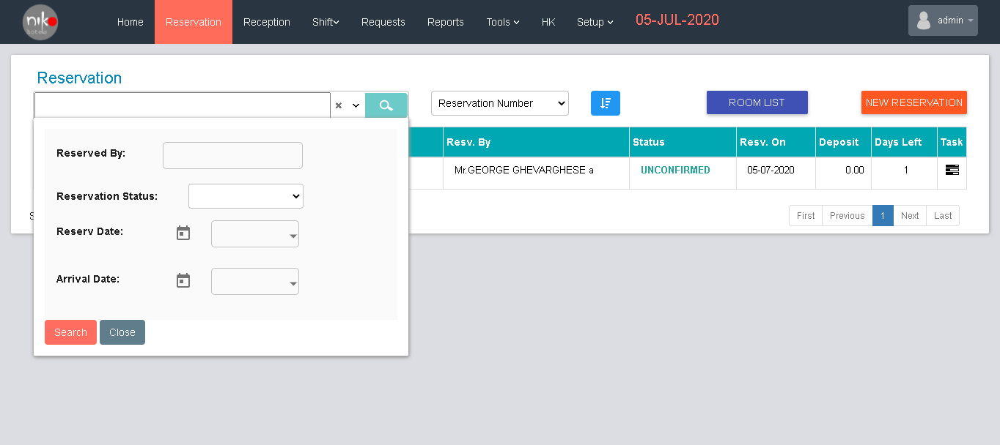 niko
hotels
Home
Reservation
Reception
Shift
Requests
Reports
Tools
HK
Setup
05-JUL-2020
admin
Reservation
Reservation Number
ROOM LIST
NEW RESERVATION
Resv. By
Status
Resv. On
Deposit
Days Left
Task
Mr.GEORGE GHEVARGHESE a
UNCONFIRMED
05-07-2020
0.00
1
First
Previous
1
Next
Last
Reserved By:
Reservation Status:
Reserv Date:
Arrival Date:
Search
Close